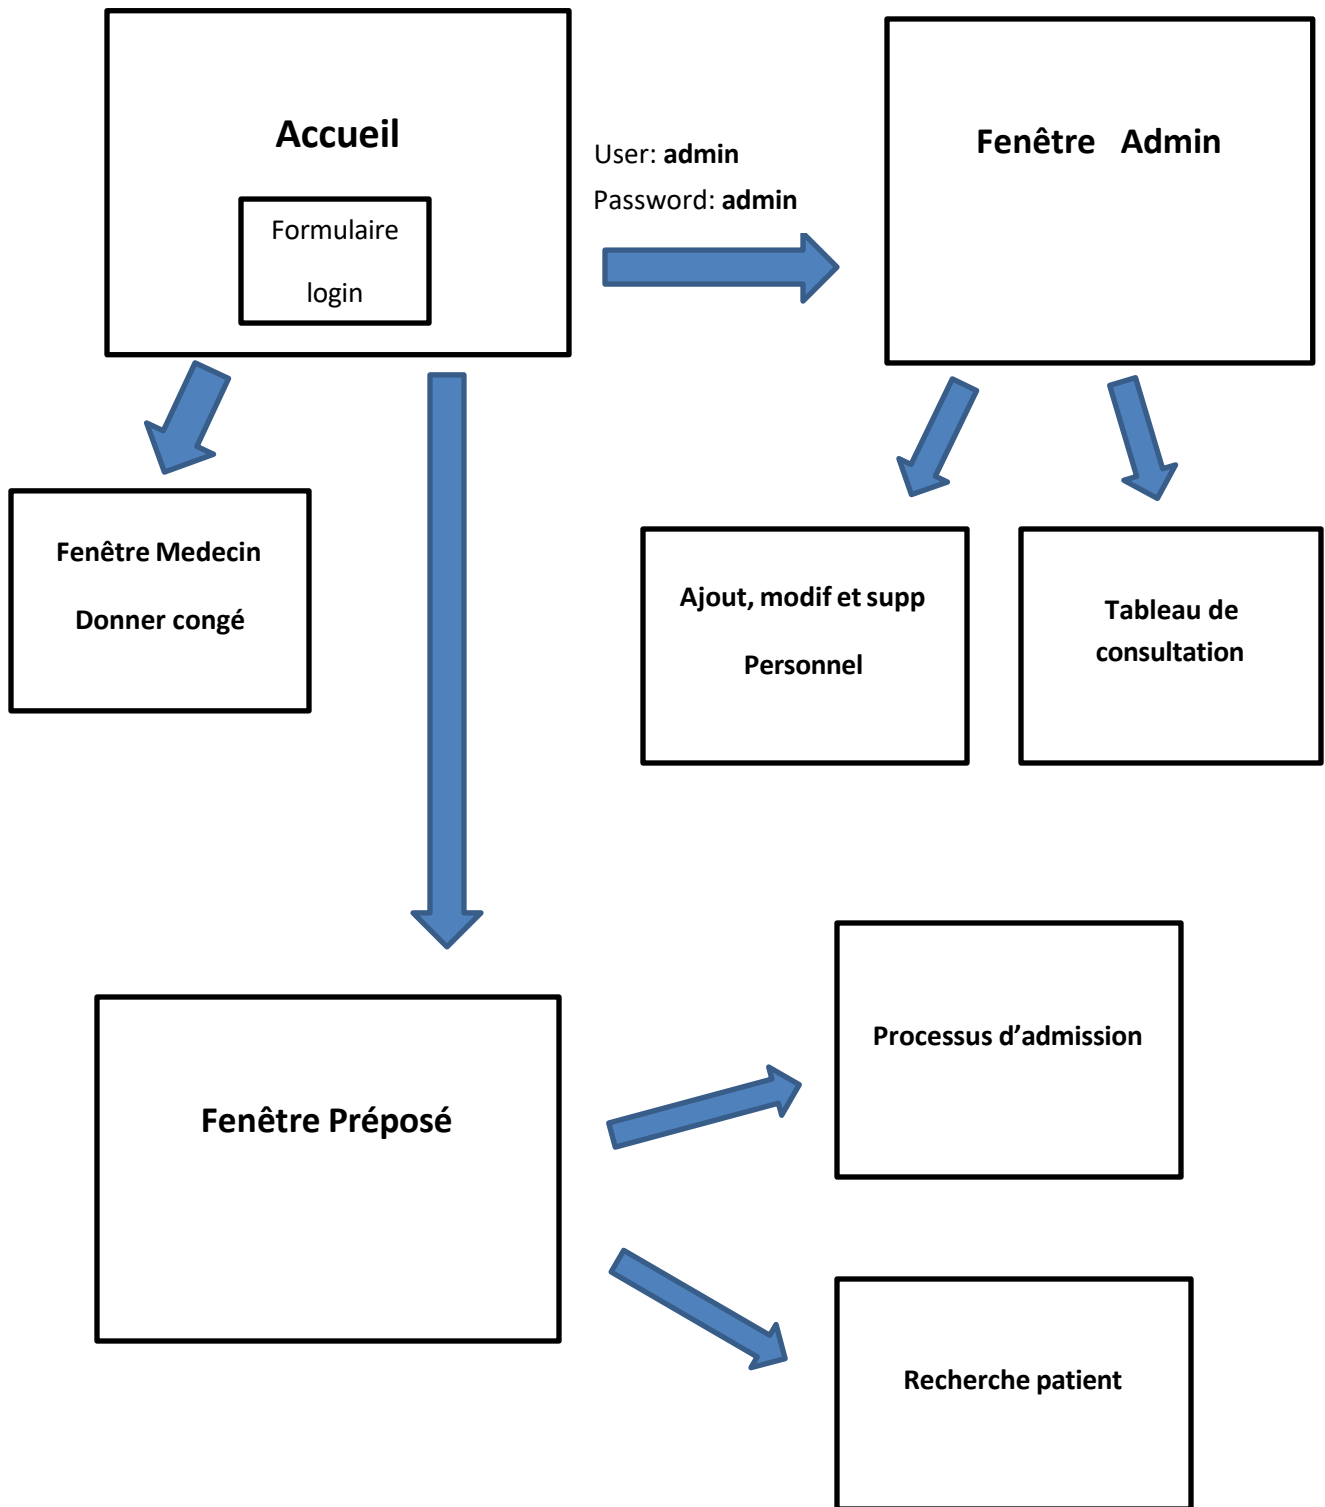 Accueil
Formulaire
login
User: admin
Password: admin
Fenêtre Admin
Fenêtre Medecin
Donner congé
Ajout, modif et supp
Personnel
Tableau de
consultation
Fenêtre Préposé
Processus d’admission
Recherche patient